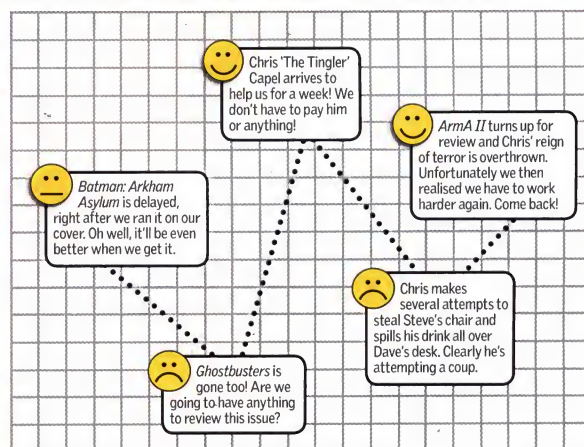 Batman: Arkham
Asylum is delayed,
right after we ran it on our
cover. Oh well, it'll be even
better when we get it.
Ghostbusters is
gone too! Are we
going to have anything
to review this issue?
Chris 'The Tingler'
Capel arrives to
help us for a week! We
don't have to pay him
or anything!
Chris makes
several attempts to
steal Steve's chair and
spills his drink all over
Dave's desk. Clearly he's
attempting a coup.
ArmA II turns up for
review and Chris' reign
of terror is overthrown.
Unfortunately we then
realised we have to work
harder again. Come back!